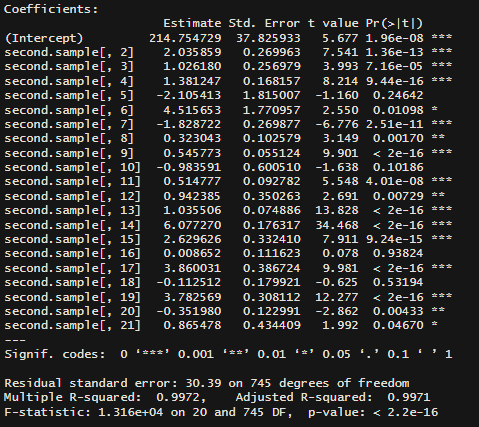 Coefficients:
Estimate Std. Error t value Pr(>|t|)
(Intercept) 214.754729 37.825933 5.677 1.96e-08 ***
second.sample[, 2] 2.035859 0.269963 7.541 1.36e-13 ***
second.sample[, 3] 1.026180 0.256979 3.993 7.16e-05 ***
second.sample[, 4] 1.381247 0.168157 8.214 9.44e-16 ***
second.sample[, 5] -2.105413 1.815007 -1.160 0.24642
second.sample[, 6] 4.515653 1.770957 2.550 0.01098 *
second.sample[, 7] -1.828722 0.269877 -6.776 2.51e-11 ***
second.sample[, 8] 0.323043 0.102579 3.149 0.00170 **
second.sample[, 9] 0.545773 0.055124 9.901 < 2e-16 ***
second.sample[, 10] -0.983591 0.600510 -1.638 0.10186
second.sample[, 11] 0.514777 0.092782 5.548 4.01e-08 ***
second.sample[, 12] 0.942385 0.350263 2.691 0.00729 **
second.sample[, 13] 1.035506 0.074886 13.828 < 2e-16 ***
second.sample[, 14] 6.077270 0.176317 34.468 < 2e-16 ***
second.sample[, 15] 2.629626 0.332410 7.911 9.24e-15 ***
second.sample[, 16] 0.008652 0.111623 0.078 0.93824
second.sample[, 17] 3.860031 0.386724 9.981 < 2e-16 ***
second.sample[, 18] -0.112512 0.179921 -0.625 0.53194
second.sample[, 19] 3.782569 0.308112 12.277 < 2e-16 ***
second.sample[, 20] -0.351980 0.122991 -2.862 0.00433 **
second.sample[, 21] 0.865478 0.434409 1.992 0.04670 *
---
Signif. codes: 0 ‘***’ 0.001 ‘**’ 0.01 ‘*’ 0.05 ‘.’ 0.1 ‘ ’ 1
Residual standard error: 30.39 on 745 degrees of freedom
Multiple R-squared: 0.9972, Adjusted R-squared: 0.9971
F-statistic: 1.316e+04 on 20 and 745 DF, p-value: < 2.2e-16